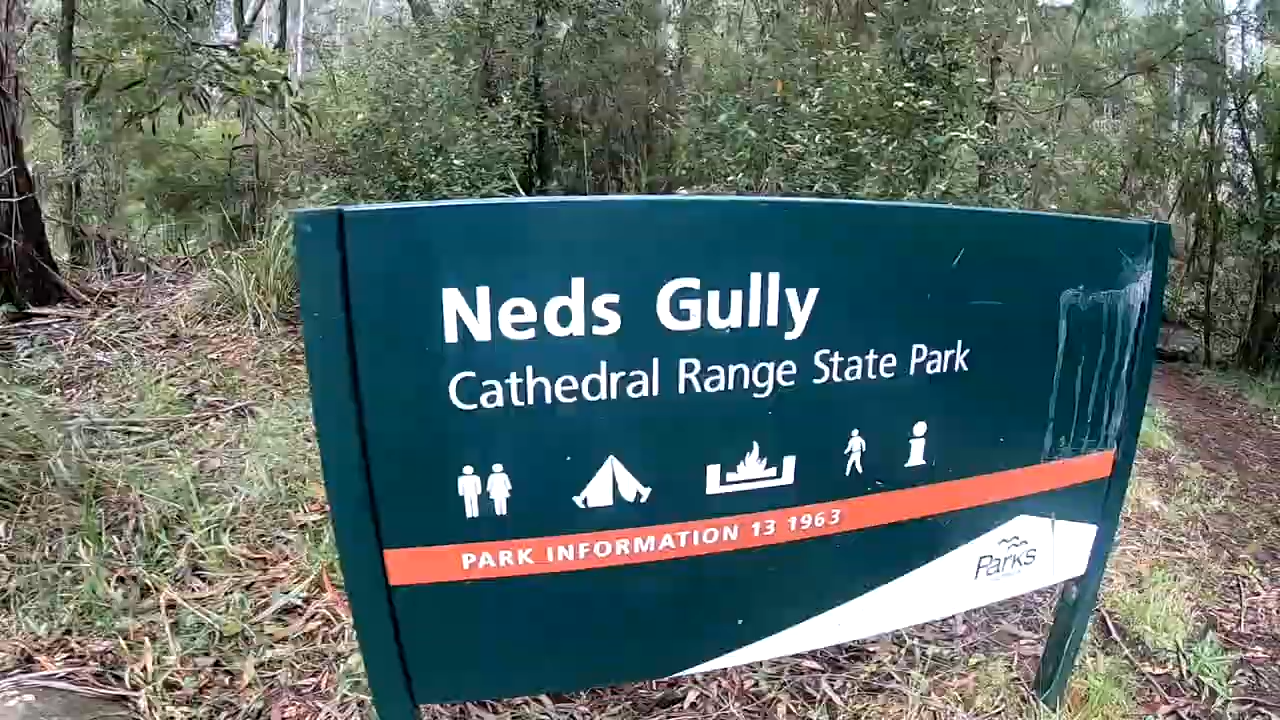 Neds Gully
Cathedral Range State Park
PARK INFORMATION 13 1963
Parks